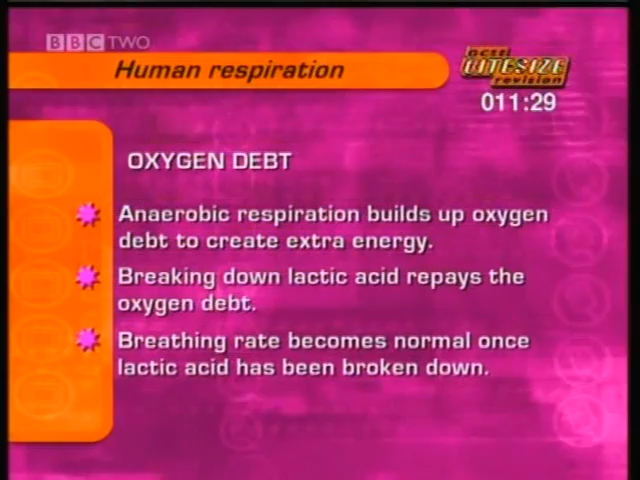 BBC TWO
Human respiration
gcse
BITESIZE
revision
011:29
OXYGEN DEBT
Anaerobic respiration builds up oxygen
debt to create extra energy.
Breaking down lactic acid repays the
oxygen debt.
Breathing rate becomes normal once
lactic acid has been broken down.